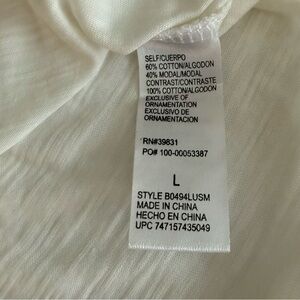 SELF/CUERPO
60% COTTON/ALGODON
40% MODAL/MODAL
CONTRAST/CONTRASTE
100% COTTON/ALGODON
EXCLUSIVE OF
ORNAMENTATION
EXCLUSIVO DE
ORNAMENTACION
RN#39831
PO# 100-00053387
L
STYLE B0494LUSM
MADE IN CHINA
HECHO EN CHINA
UPC 747157435049